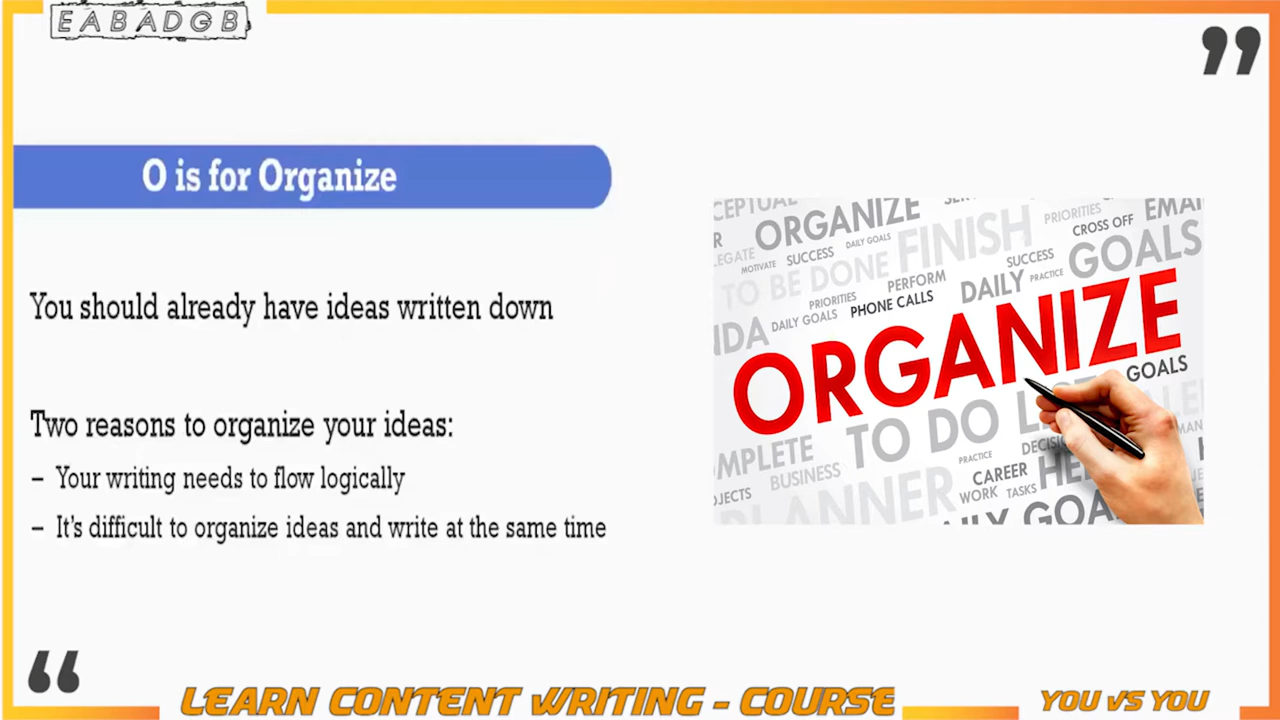 EABADGB
O is for Organize
You should already have ideas written down
Two reasons to organize your ideas:
– Your writing needs to flow logically
– It's difficult to organize ideas and write at the same time
ORGANIZE
FINISH
PRIORITIES
CROSS OFF
MOTIVATE
SUCCESS
DAILY GOALS
TO BE DONE
PERFORM
SUCCESS
GOALS
PRIORITIES
DAILY
PRACTICE
DAILY GOALS
PHONE CALLS
ORGANIZE
GOALS
TO DO
BUSINESS
PRACTICE
CAREER
WORK
TASKS
LEARN CONTENT WRITING - COURSE
YOU VS YOU